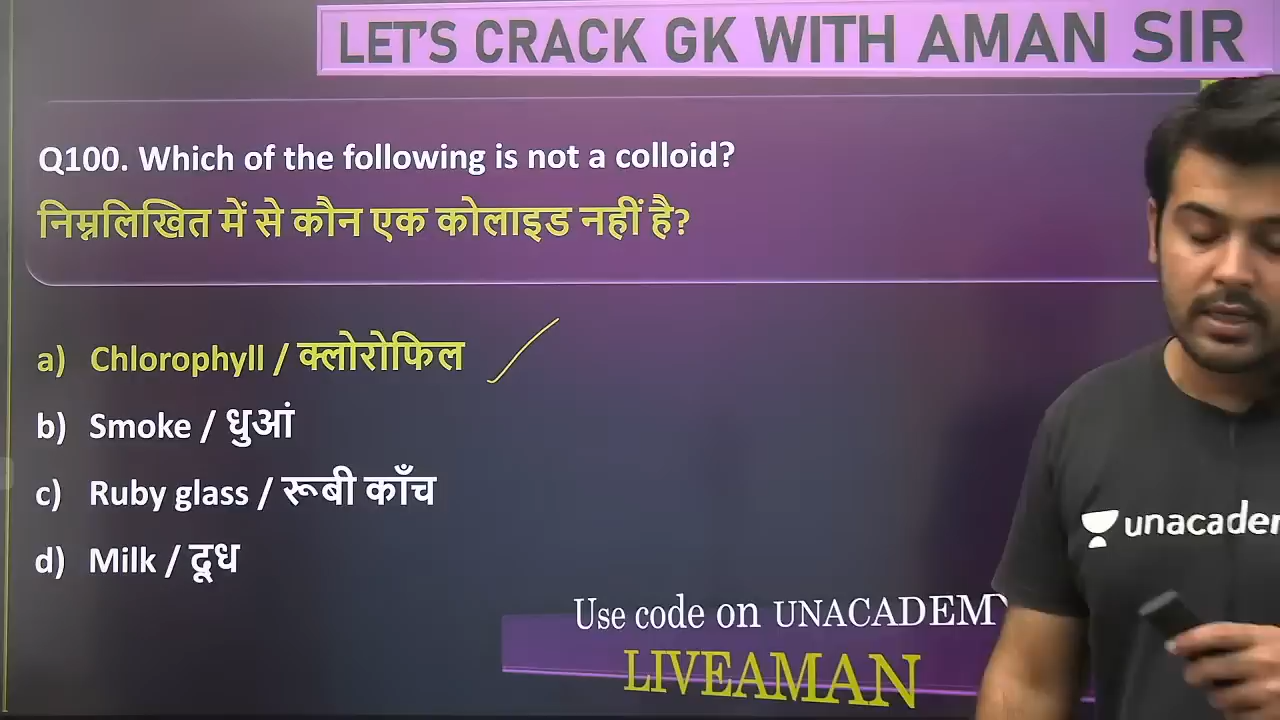 LET'S CRACK GK WITH AMAN SIR
Q100. Which of the following is not a colloid?
निम्नलिखित में से कौन एक कोलाइड नहीं है?
a) Chlorophyll / क्लोरोफिल
b) Smoke / धुआं
c) Ruby glass / रूबी काँच
d) Milk / दूध
unacadem
Use code on UNACADEMY
LIVEAMAN